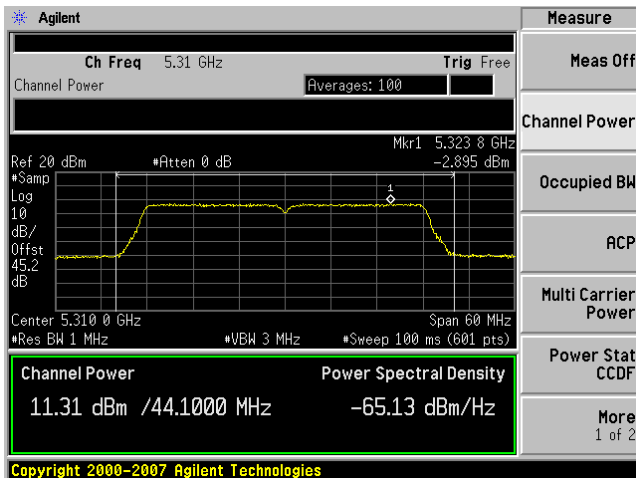 Agilent
Measure
Ch Freq 5.31 GHz Trig Free
Channel Power Averages: 100
Meas Off
Channel Power
Occupied BW
ACP
Multi Carrier
Power
Power Stat
CCDF
More
1 of 2
Mkr1 5.323 8 GHz
Ref 20 dBm #Atten 0 dB -2.895 dBm
#Samp
Log
10
dB/
Offst
45.2
dB
1
Center 5.310 0 GHz Span 60 MHz
#Res BW 1 MHz #VBW 3 MHz #Sweep 100 ms (601 pts)
Channel Power Power Spectral Density
11.31 dBm /44.1000 MHz -65.13 dBm/Hz
Copyright 2000-2007 Agilent Technologies